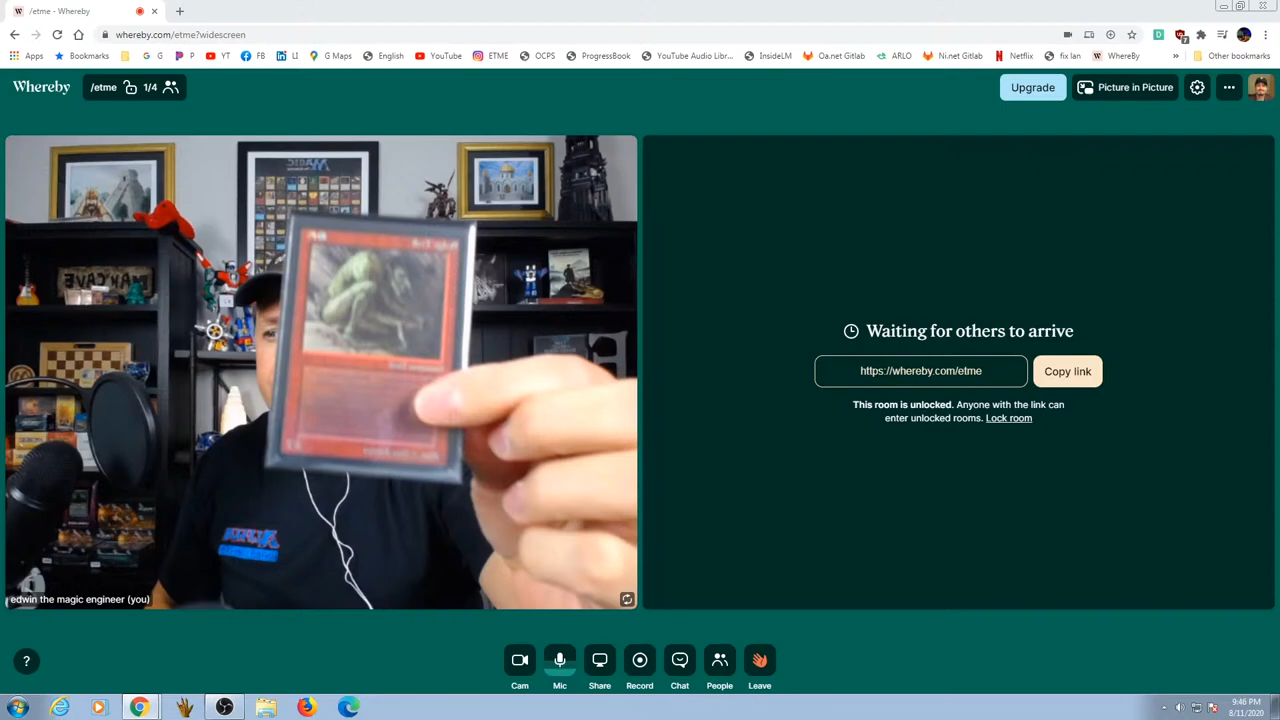 /etme - Whereby
whereby.com/etme?widescreen
Apps Bookmarks G P YT FB LI G Maps English YouTube ETME OCPS ProgressBook YouTube Audio Libr... InsideLM Oa.net Gitlab ARLO Ni.net Gitlab Netflix fix lan WhereBy » Other bookmarks
Whereby /etme 1/4 Upgrade Picture in Picture
MAN CAVE
Waiting for others to arrive
https://whereby.com/etme Copy link
This room is unlocked. Anyone with the link can
enter unlocked rooms. Lock room
edwin the magic engineer (you)
?
Cam Mic Share Record Chat People Leave
9:46 PM
8/11/2020